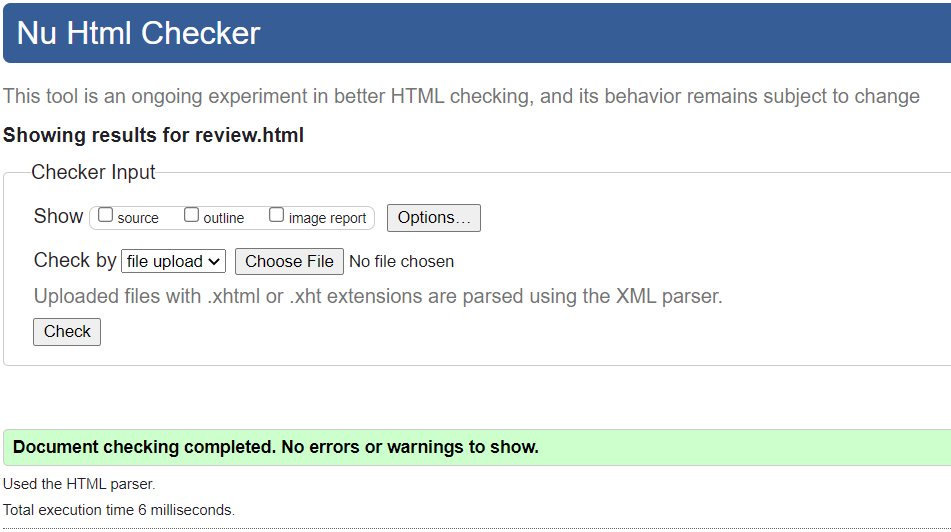 Nu Html Checker
This tool is an ongoing experiment in better HTML checking, and its behavior remains subject to change
Showing results for review.html
Checker Input
Show source outline image report Options…
Check by file upload Choose File No file chosen
Uploaded files with .xhtml or .xht extensions are parsed using the XML parser.
Check
Document checking completed. No errors or warnings to show.
Used the HTML parser.
Total execution time 6 milliseconds.